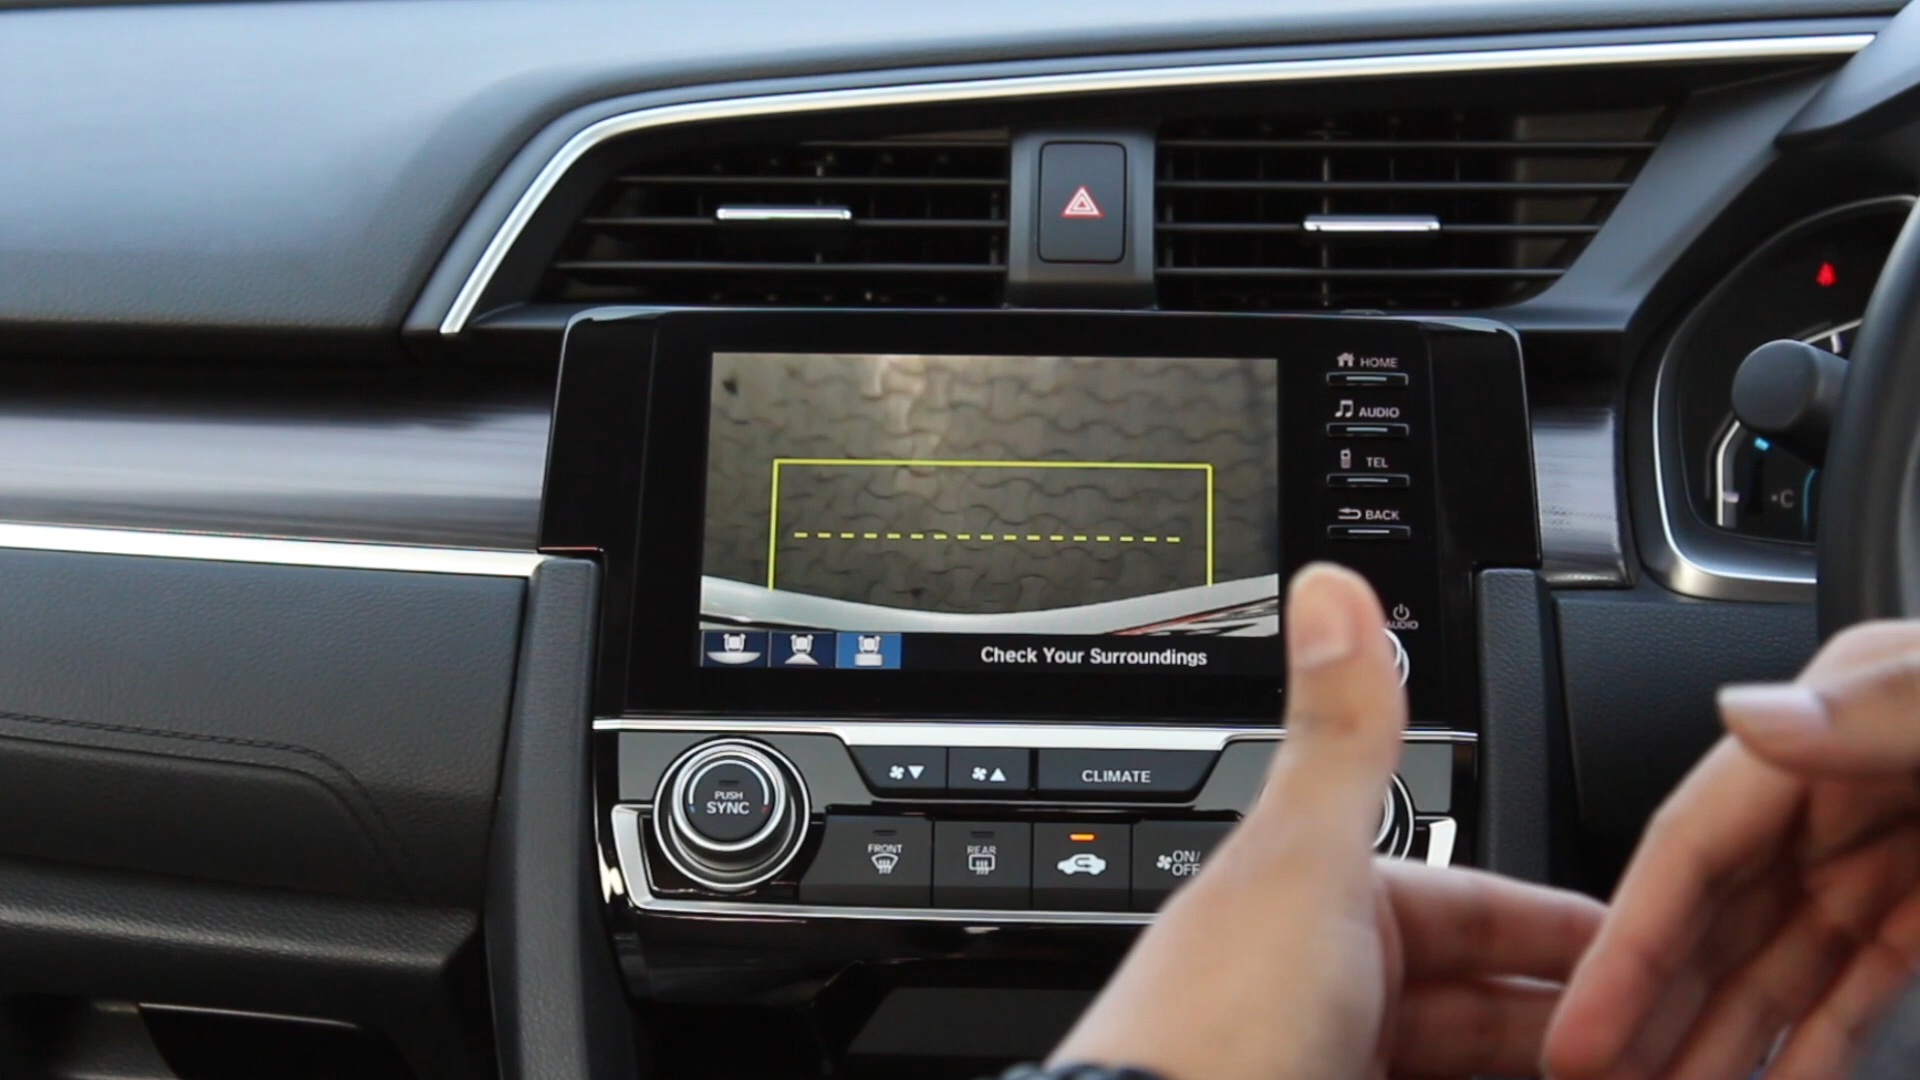 HOME
AUDIO
TEL
BACK
AUDIO
Check Your Surroundings
CLIMATE
PUSH
SYNC
FRONT
REAR
ON/
OFF
C